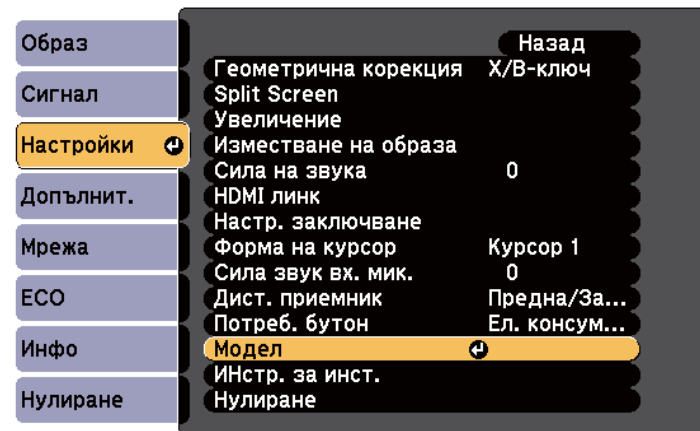 Образ
Сигнал
Настройки
Допълнит.
Мрежа
ECO
Инфо
Нулиране
Назад
Геометрична корекция Х/В-ключ
Split Screen
Увеличение
Изместване на образа
Сила на звука 0
HDMI линк
Настр. заключване
Форма на курсор Курсор 1
Сила звук вх. мик. 0
Дист. приемник Предна/За...
Потреб. бутон Ел. консум...
Модел
ИНстр. за инст.
Нулиране